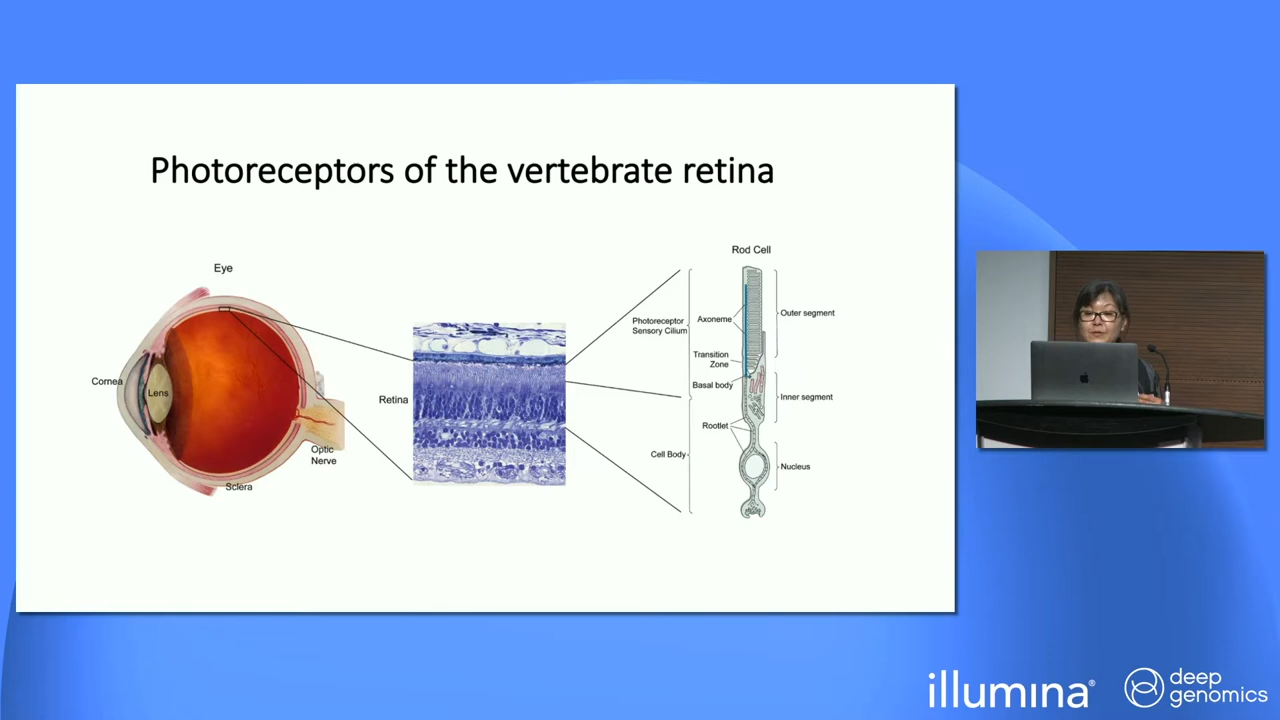 Photoreceptors of the vertebrate retina
Eye
Cornea
Lens
Optic
Nerve
Sclera
Retina
Rod Cell
Photoreceptor
Sensory Cilium
Axoneme
Transition
Zone
Basal body
Rootlet
Cell Body
Outer segment
Inner segment
Nucleus
illumina®
deep
genomics